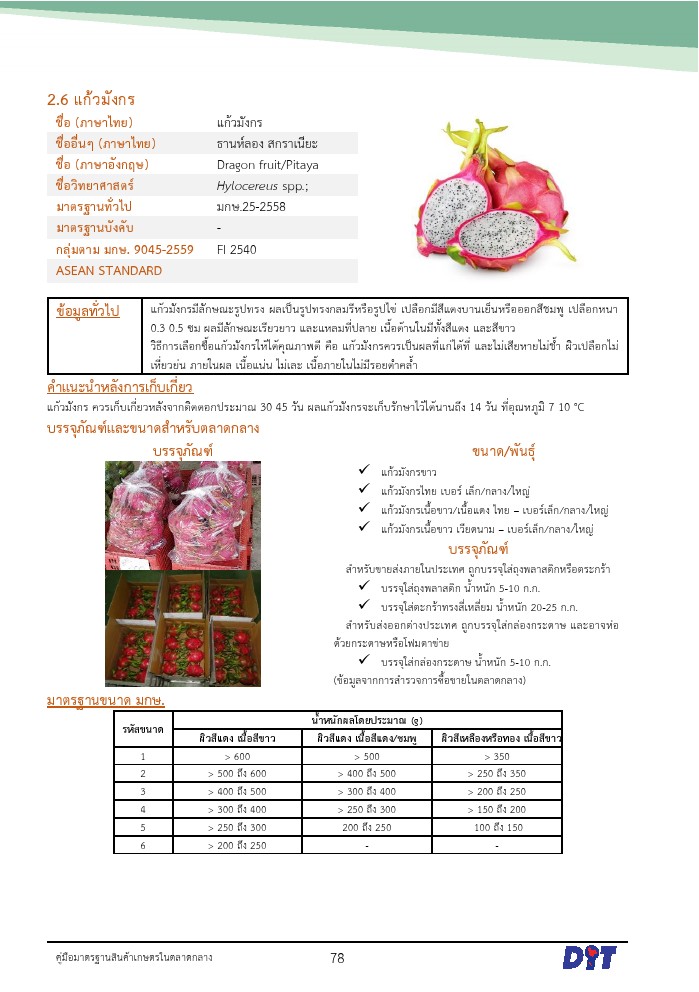 2.6 แก้วมังกร
ชื่อ (ภาษาไทย) แก้วมังกร
ชื่ออื่นๆ (ภาษาไทย) ธานห์ลอง สกราเนียะ
ชื่อ (ภาษาอังกฤษ) Dragon fruit/Pitaya
ชื่อวิทยาศาสตร์ Hylocereus spp.;
มาตรฐานทั่วไป มกษ.25-2558
มาตรฐานบังคับ -
กลุ่มตาม มกษ. 9045-2559 FI 2540
ASEAN STANDARD
ข้อมูลทั่วไป
แก้วมังกรมีลักษณะรูปทรง ผลเป็นรูปทรงกลมรีหรือรูปไข่ เปลือกมีสีแดงบานเย็นหรือออกสีชมพู เปลือกหนา
0.3 0.5 ซม ผลมีลักษณะเรียวยาว และแหลมที่ปลาย เนื้อด้านในมีทั้งสีแดง และสีขาว
วิธีการเลือกซื้อแก้วมังกรให้ได้คุณภาพดี คือ แก้วมังกรควรเป็นผลที่แก่ได้ที่ และไม่เสียหายไม่ช้ำ ผิวเปลือกไม่
เหี่ยวย่น ภายในผล เนื้อแน่น ไม่เละ เนื้อภายในไม่มีรอยดำคล้ำ
คำแนะนำหลังการเก็บเกี่ยว
แก้วมังกร ควรเก็บเกี่ยวหลังจากติดดอกประมาณ 30 45 วัน ผลแก้วมังกรจะเก็บรักษาไว้ได้นานถึง 14 วัน ที่อุณหภูมิ 7 10 °C
บรรจุภัณฑ์และขนาดสำหรับตลาดกลาง
บรรจุภัณฑ์
ขนาด/พันธุ์
✓ แก้วมังกรขาว
✓ แก้วมังกรไทย เบอร์ เล็ก/กลาง/ใหญ่
✓ แก้วมังกรเนื้อขาว/เนื้อแดง ไทย – เบอร์เล็ก/กลาง/ใหญ่
✓ แก้วมังกรเนื้อขาว เวียดนาม – เบอร์เล็ก/กลาง/ใหญ่
บรรจุภัณฑ์
สำหรับขายส่งภายในประเทศ ถูกบรรจุใส่ถุงพลาสติกหรือตระกร้า
✓ บรรจุใส่ถุงพลาสติก น้ำหนัก 5-10 ก.ก.
✓ บรรจุใส่ตะกร้าทรงสี่เหลี่ยม น้ำหนัก 20-25 ก.ก.
สำหรับส่งออกต่างประเทศ ถูกบรรจุใส่กล่องกระดาษ และอาจห่อ
ด้วยกระดาษหรือโฟมตาข่าย
✓ บรรจุใส่กล่องกระดาษ น้ำหนัก 5-10 ก.ก.
(ข้อมูลจากการสำรวจการซื้อขายในตลาดกลาง)
มาตรฐานขนาด มกษ.
รหัสขนาด น้ำหนักผลโดยประมาณ (g)
ผิวสีแดง เนื้อสีขาว ผิวสีแดง เนื้อสีแดง/ชมพู ผิวสีเหลืองหรือทอง เนื้อสีขาว
1 > 600 > 500 > 350
2 > 500 ถึง 600 > 400 ถึง 500 > 250 ถึง 350
3 > 400 ถึง 500 > 300 ถึง 400 > 200 ถึง 250
4 > 300 ถึง 400 > 250 ถึง 300 > 150 ถึง 200
5 > 250 ถึง 300 200 ถึง 250 100 ถึง 150
6 > 200 ถึง 250 - -
คู่มือมาตรฐานสินค้าเกษตรในตลาดกลาง 78 DIT